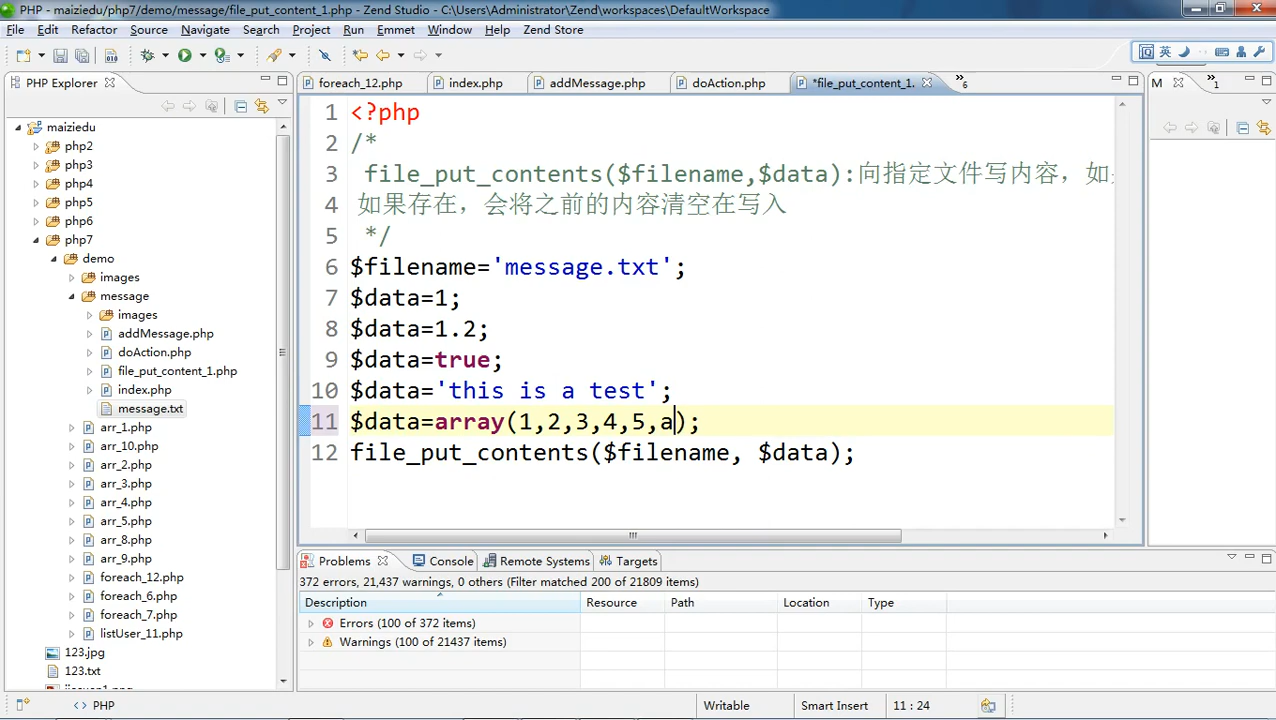 PHP - maiziedu/php7/demo/message/file_put_content_1.php - Zend Studio - C:\Users\Administrator\Zend\workspaces\DefaultWorkspace
File Edit Refactor Source Navigate Search Project Run Emmet Window Help Zend Store
英
PHP Explorer
foreach_12.php index.php addMessage.php doAction.php *file_put_content_1. »6
M »1
maiziedu
php2
php3
php4
php5
php6
php7
demo
images
message
images
addMessage.php
doAction.php
file_put_content_1.php
index.php
message.txt
arr_1.php
arr_10.php
arr_2.php
arr_3.php
arr_4.php
arr_5.php
arr_8.php
arr_9.php
foreach_12.php
foreach_6.php
foreach_7.php
listUser_11.php
123.jpg
123.txt
1 <?php
2 /*
3 file_put_contents($filename,$data):向指定文件写内容，如
4 如果存在，会将之前的内容清空在写入
5 */
6 $filename='message.txt';
7 $data=1;
8 $data=1.2;
9 $data=true;
10 $data='this is a test';
11 $data=array(1,2,3,4,5,a);
12 file_put_contents($filename, $data);
Problems Console Remote Systems Targets
372 errors, 21,437 warnings, 0 others (Filter matched 200 of 21809 items)
Description Resource Path Location Type
Errors (100 of 372 items)
Warnings (100 of 21437 items)
PHP Writable Smart Insert 11 : 24